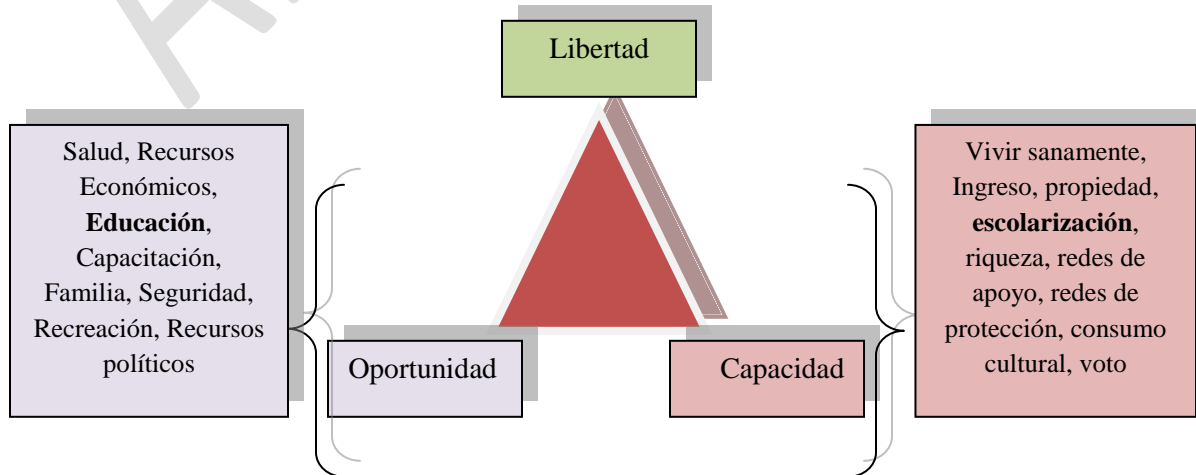 Libertad
Salud, Recursos
Económicos,
Educación,
Capacitación,
Familia, Seguridad,
Recreación, Recursos
políticos
Vivir sanamente,
Ingreso, propiedad,
escolarización,
riqueza, redes de
apoyo, redes de
protección, consumo
cultural, voto
Oportunidad
Capacidad